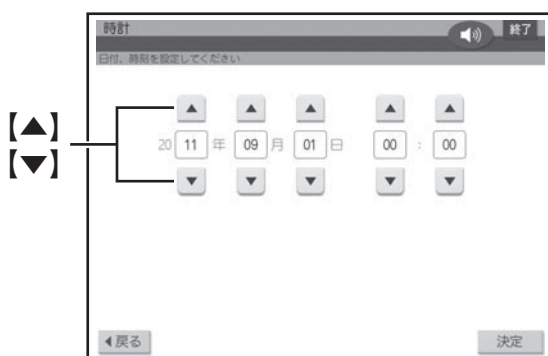 時計
終了
日付、時刻を設定してください
【▲】
【▼】
▲ ▲ ▲ ▲ ▲
20 11 年 09 月 01 日 00 : 00
▼ ▼ ▼ ▼ ▼
◀戻る
決定